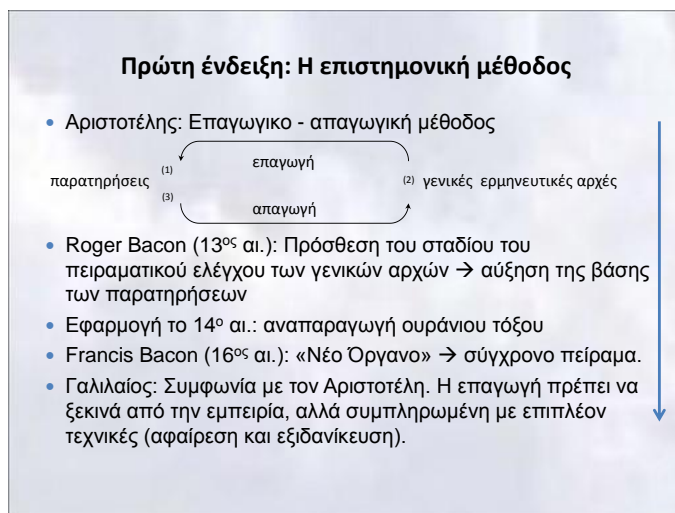 Πρώτη ένδειξη: Η επιστημονική μέθοδος
• Αριστοτέλης: Επαγωγικο - απαγωγική μέθοδος
επαγωγή
(1)
παρατηρήσεις
(2) γενικές ερμηνευτικές αρχές
(3)
απαγωγή
• Roger Bacon (13ος αι.): Πρόσθεση του σταδίου του
πειραματικού ελέγχου των γενικών αρχών → αύξηση της βάσης
των παρατηρήσεων
• Εφαρμογή το 14ο αι.: αναπαραγωγή ουράνιου τόξου
• Francis Bacon (16ος αι.): «Νέο Όργανο» → σύγχρονο πείραμα.
• Γαλιλαίος: Συμφωνία με τον Αριστοτέλη. Η επαγωγή πρέπει να
ξεκινά από την εμπειρία, αλλά συμπληρωμένη με επιπλέον
τεχνικές (αφαίρεση και εξιδανίκευση).